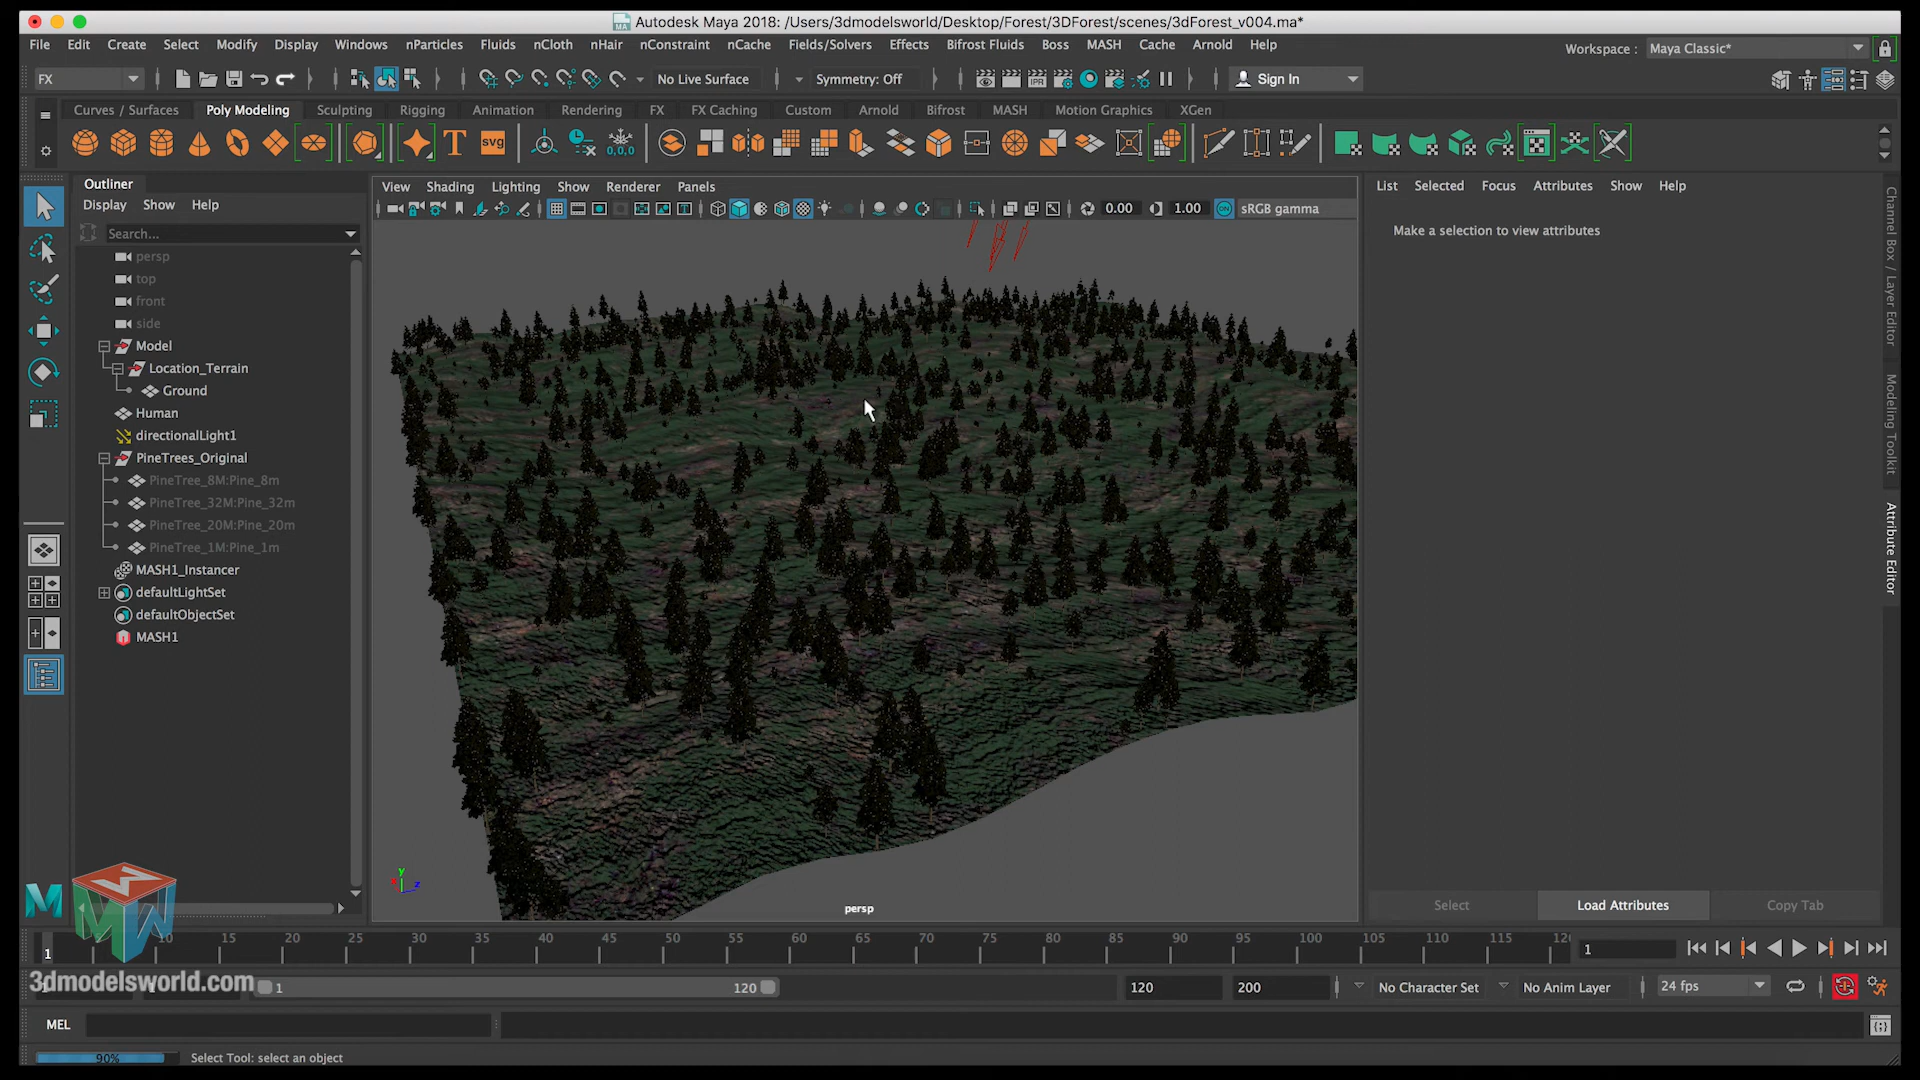 Autodesk Maya 2018: /Users/3dmodelsworld/Desktop/Forest/3DForest/scenes/3dForest_v004.ma*
File Edit Create Select Modify Display Windows nParticles Fluids nCloth nHair nConstraint nCache Fields/Solvers Effects Bifrost Fluids Boss MASH Cache Arnold Help
Workspace : Maya Classic*
FX No Live Surface Symmetry: Off IPR Sign In
Curves / Surfaces Poly Modeling Sculpting Rigging Animation Rendering FX FX Caching Custom Arnold Bifrost MASH Motion Graphics XGen
T svg 0,0,0
Outliner
View Shading Lighting Show Renderer Panels
List Selected Focus Attributes Show Help
Display Show Help
0.00 1.00 ON sRGB gamma
Search...
Make a selection to view attributes
persp
top
front
side
Model
Location_Terrain
Ground
Human
directionalLight1
PineTrees_Original
PineTree_8M:Pine_8m
PineTree_32M:Pine_32m
PineTree_20M:Pine_20m
PineTree_1M:Pine_1m
MASH1_Instancer
defaultLightSet
defaultObjectSet
MASH1
Channel Box / Layer Editor
Modeling Toolkit
Attribute Editor
y
z
persp
Select Load Attributes Copy Tab
M
MW
1 10 15 20 25 30 35 40 45 50 55 60 65 70 75 80 85 90 95 100 105 110 115 1
3dmodelsworld.com
1 120 120 200 No Character Set No Anim Layer 24 fps
MEL
90% Select Tool: select an object